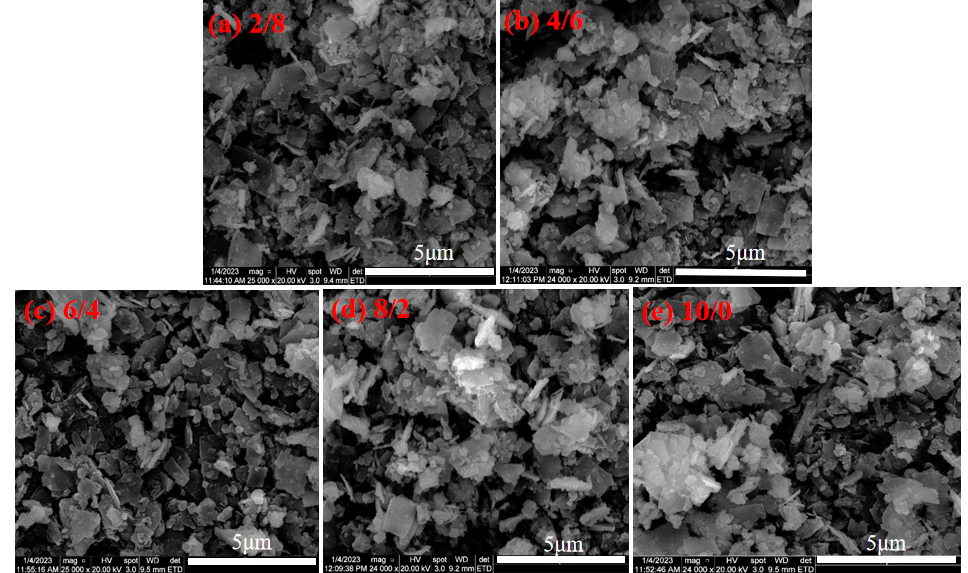 (a) 2/8
5μm
1/4/2023 mag HV spot WD det
11:44:10 AM 25 000 x 20.00 kV 3.0 9.4 mm ETD
(b) 4/6
5μm
1/4/2023 mag HV spot WD det
12:11:03 PM 24 000 x 20.00 kV 3.0 9.2 mm ETD
(c) 6/4
5μm
1/4/2023 mag HV spot WD det
11:55:16 AM 25 000 x 20.00 kV 3.0 9.5 mm ETD
(d) 8/2
5μm
1/4/2023 mag HV spot WD det
12:09:38 PM 24 000 x 20.00 kV 3.0 9.2 mm ETD
(e) 10/0
5μm
1/4/2023 mag HV spot WD det
11:52:46 AM 24 000 x 20.00 kV 3.0 9.5 mm ETD